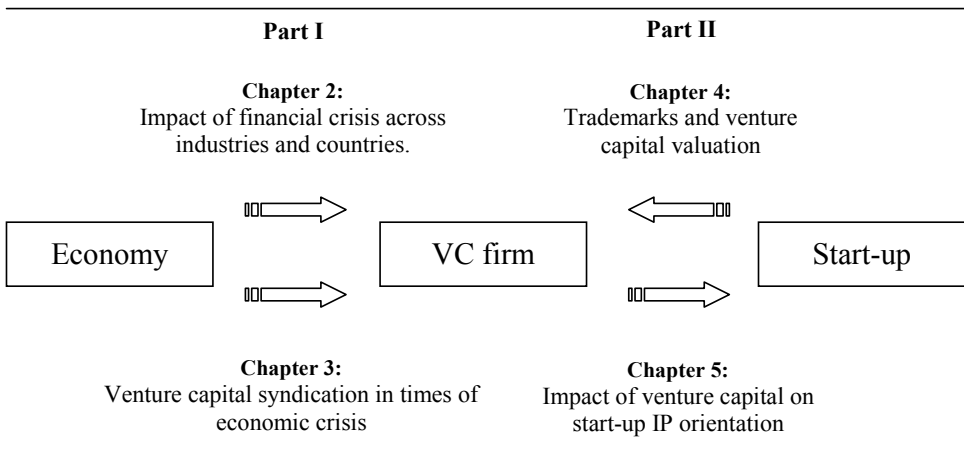 Part I
Part II
Chapter 2:
Impact of financial crisis across
industries and countries.
Chapter 4:
Trademarks and venture
capital valuation
Economy
VC firm
Start-up
Chapter 3:
Venture capital syndication in times of
economic crisis
Chapter 5:
Impact of venture capital on
start-up IP orientation